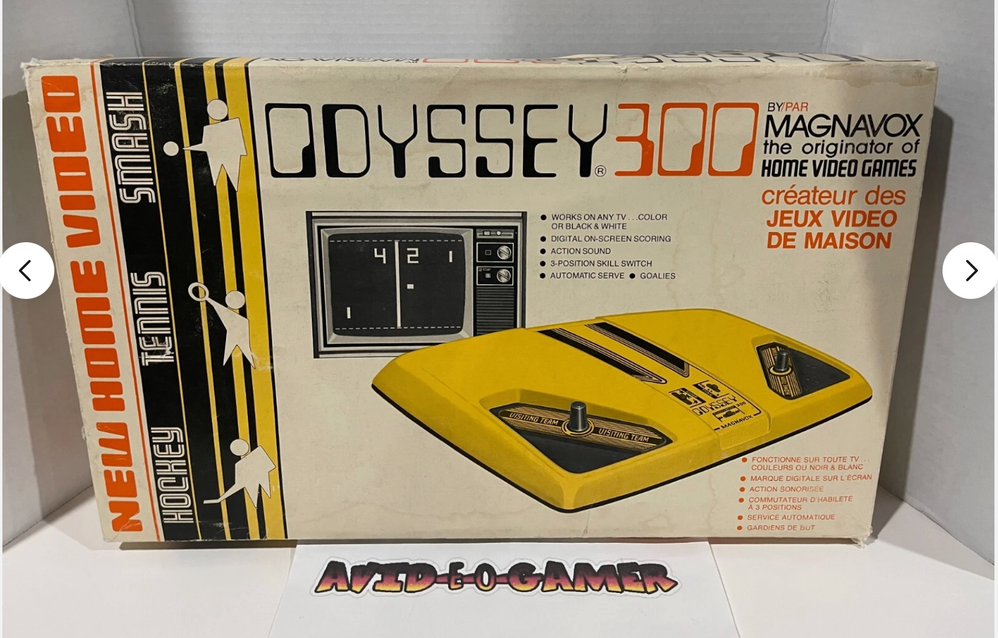 NEW HOME VIDEO
SMASH
TENNIS
HOCKEY
ODYSSEY® 300
BY/PAR
MAGNAVOX
the originator of
HOME VIDEO GAMES
créateur des
JEUX VIDEO
DE MAISON
4 2
● WORKS ON ANY TV...COLOR
OR BLACK & WHITE
● DIGITAL ON-SCREEN SCORING
● ACTION SOUND
● 3-POSITION SKILL SWITCH
● AUTOMATIC SERVE ● GOALIES
VISITING TEAM VISITING TEAM
ODYSSEY
MAGNAVOX
● FONCTIONNE SUR TOUTE TV...
COULEURS OU NOIR & BLANC
● MARQUE DIGITALE SUR L'ÉCRAN
● ACTION SONORISEE
● COMMUTATEUR D'HABILETÉ
À 3 POSITIONS
● SERVICE AUTOMATIQUE
● GARDIENS DE BUT
AVID-E-O-GAMER